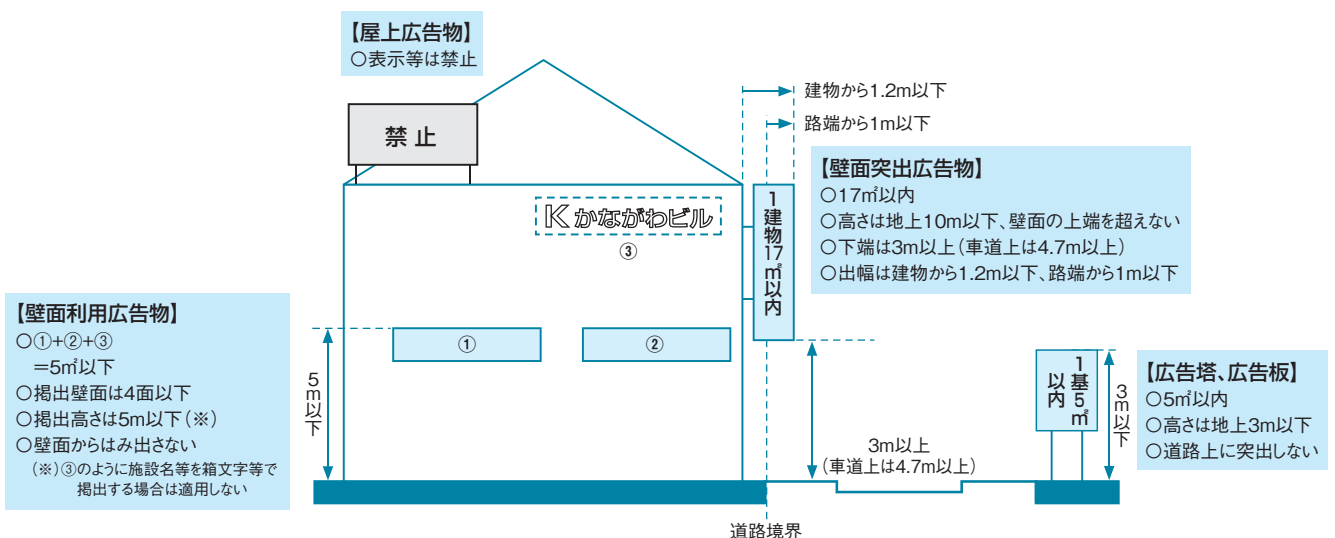 【屋上広告物】
○表示等は禁止
禁止
建物から1.2m以下
路端から1m以下
【壁面突出広告物】
○17㎡以内
○高さは地上10m以下、壁面の上端を超えない
○下端は3m以上(車道上は4.7m以上)
○出幅は建物から1.2m以下、路端から1m以下
Kかながわビル
③
1建物17㎡以内
【壁面利用広告物】
○①+②+③
=5㎡以下
○掲出壁面は4面以下
○掲出高さは5m以下(※)
○壁面からはみ出さない
(※)③のように施設名等を箱文字等で
掲出する場合は適用しない
5m以下
①
②
3m以上
(車道上は4.7m以上)
1基5㎡
以内
3m以下
【広告塔、広告板】
○5㎡以内
○高さは地上3m以下
○道路上に突出しない
道路境界